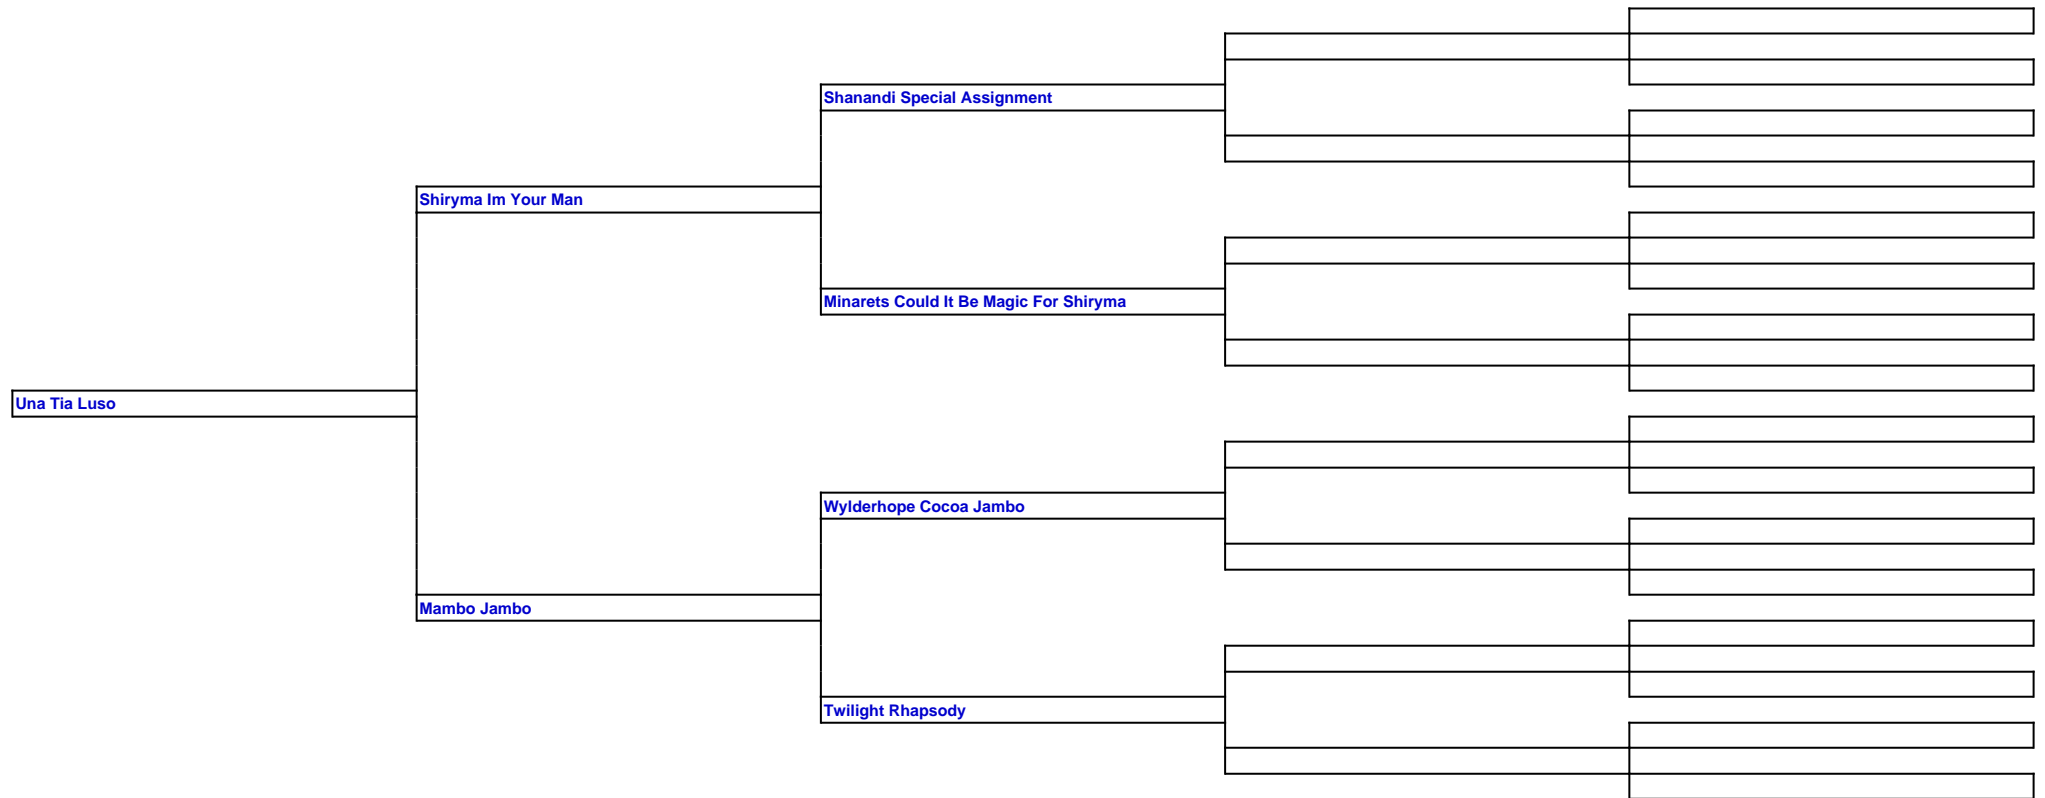 Shanandi Special Assignment
Shiryma Im Your Man
Minarets Could It Be Magic For Shiryma
Una Tia Luso
Wylderhope Cocoa Jambo
Mambo Jambo
Twilight Rhapsody